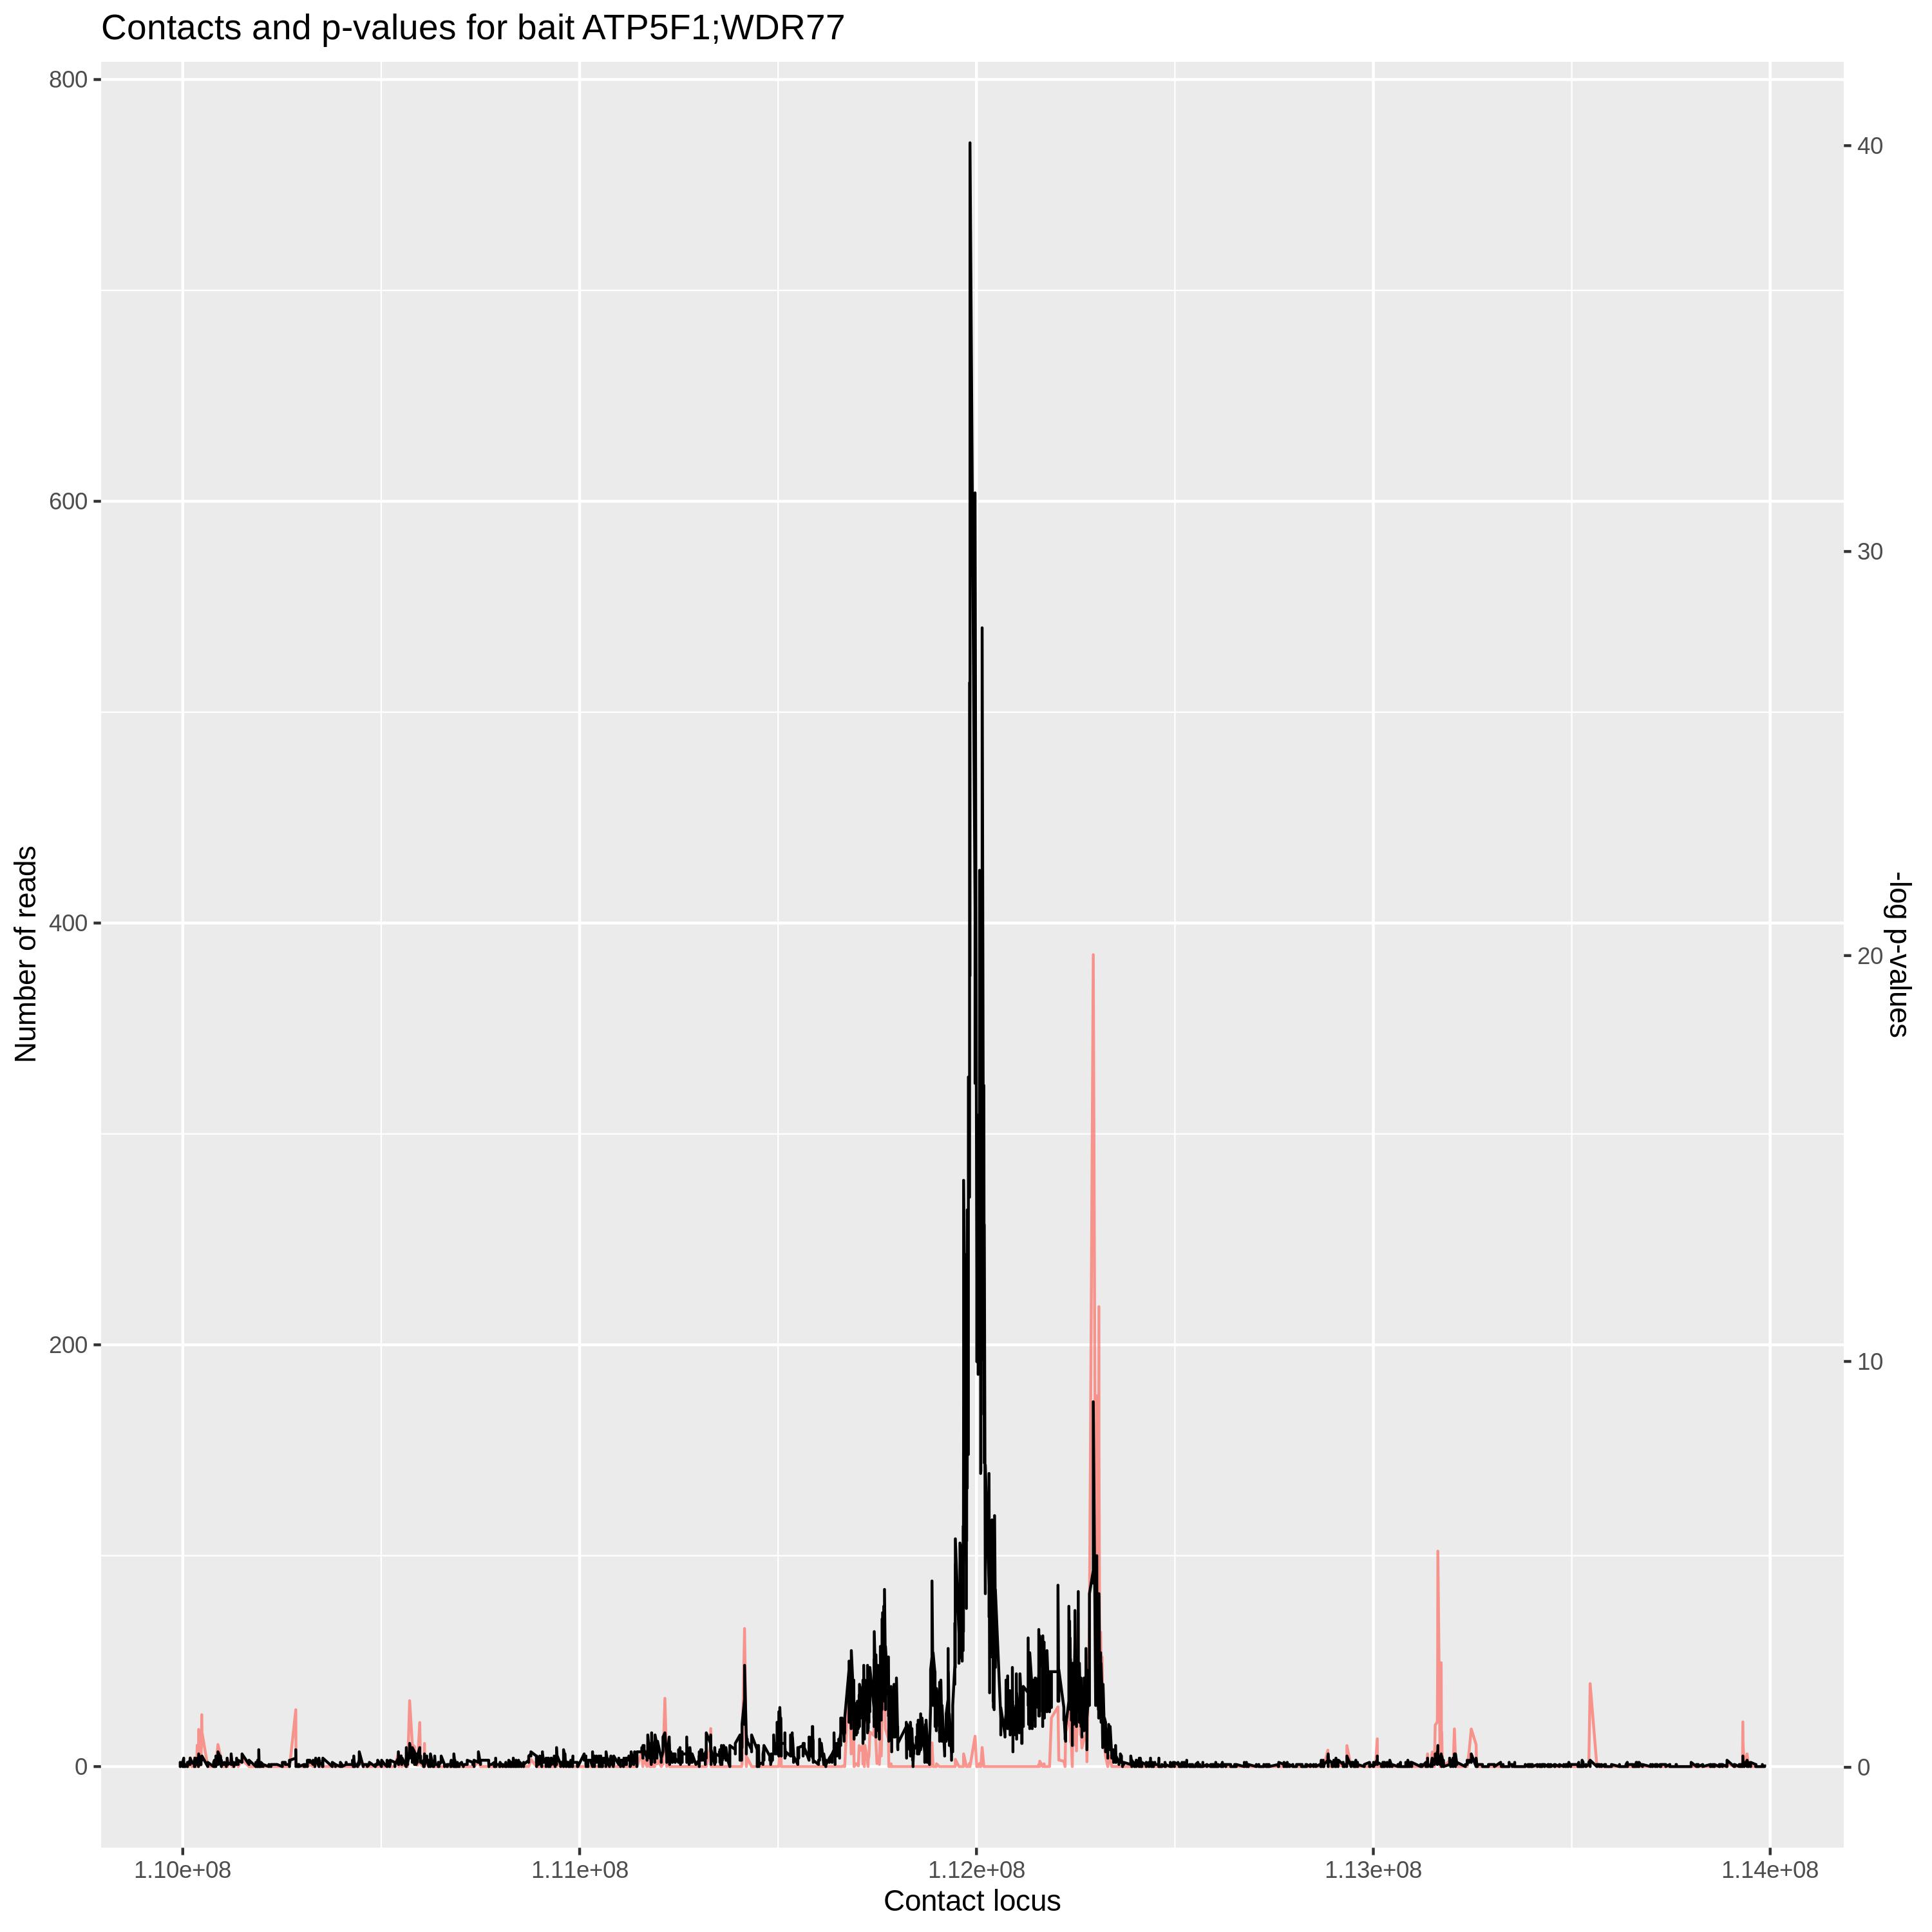 Contacts and p-values for bait ATP5F1;WDR77
800
600
400
200
0
Number of reads
40
30
20
10
0
-log p-values
1.10e+08
1.11e+08
1.12e+08
1.13e+08
1.14e+08
Contact locus